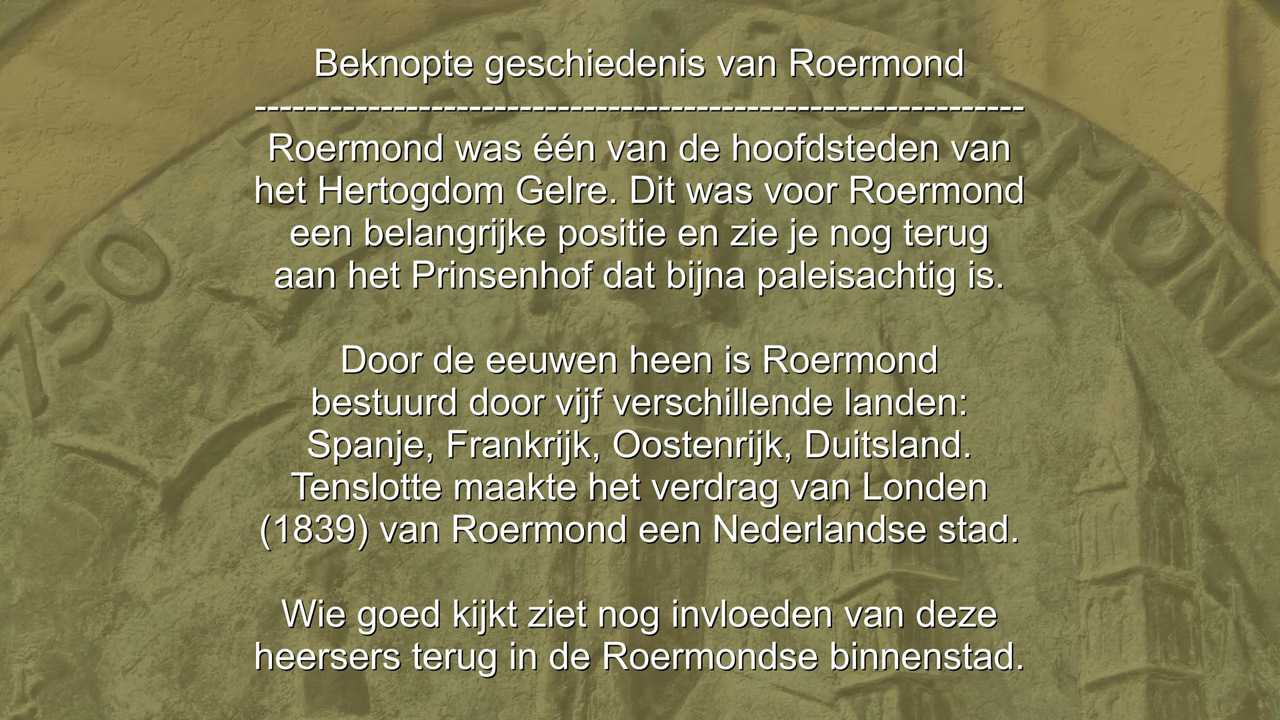 Beknopte geschiedenis van Roermond
-------------------------------------------------------------
Roermond was één van de hoofdsteden van
het Hertogdom Gelre. Dit was voor Roermond
een belangrijke positie en zie je nog terug
aan het Prinsenhof dat bijna paleisachtig is.
Door de eeuwen heen is Roermond
bestuurd door vijf verschillende landen:
Spanje, Frankrijk, Oostenrijk, Duitsland.
Tenslotte maakte het verdrag van Londen
(1839) van Roermond een Nederlandse stad.
Wie goed kijkt ziet nog invloeden van deze
heersers terug in de Roermondse binnenstad.
750 JAAR ROERMOND